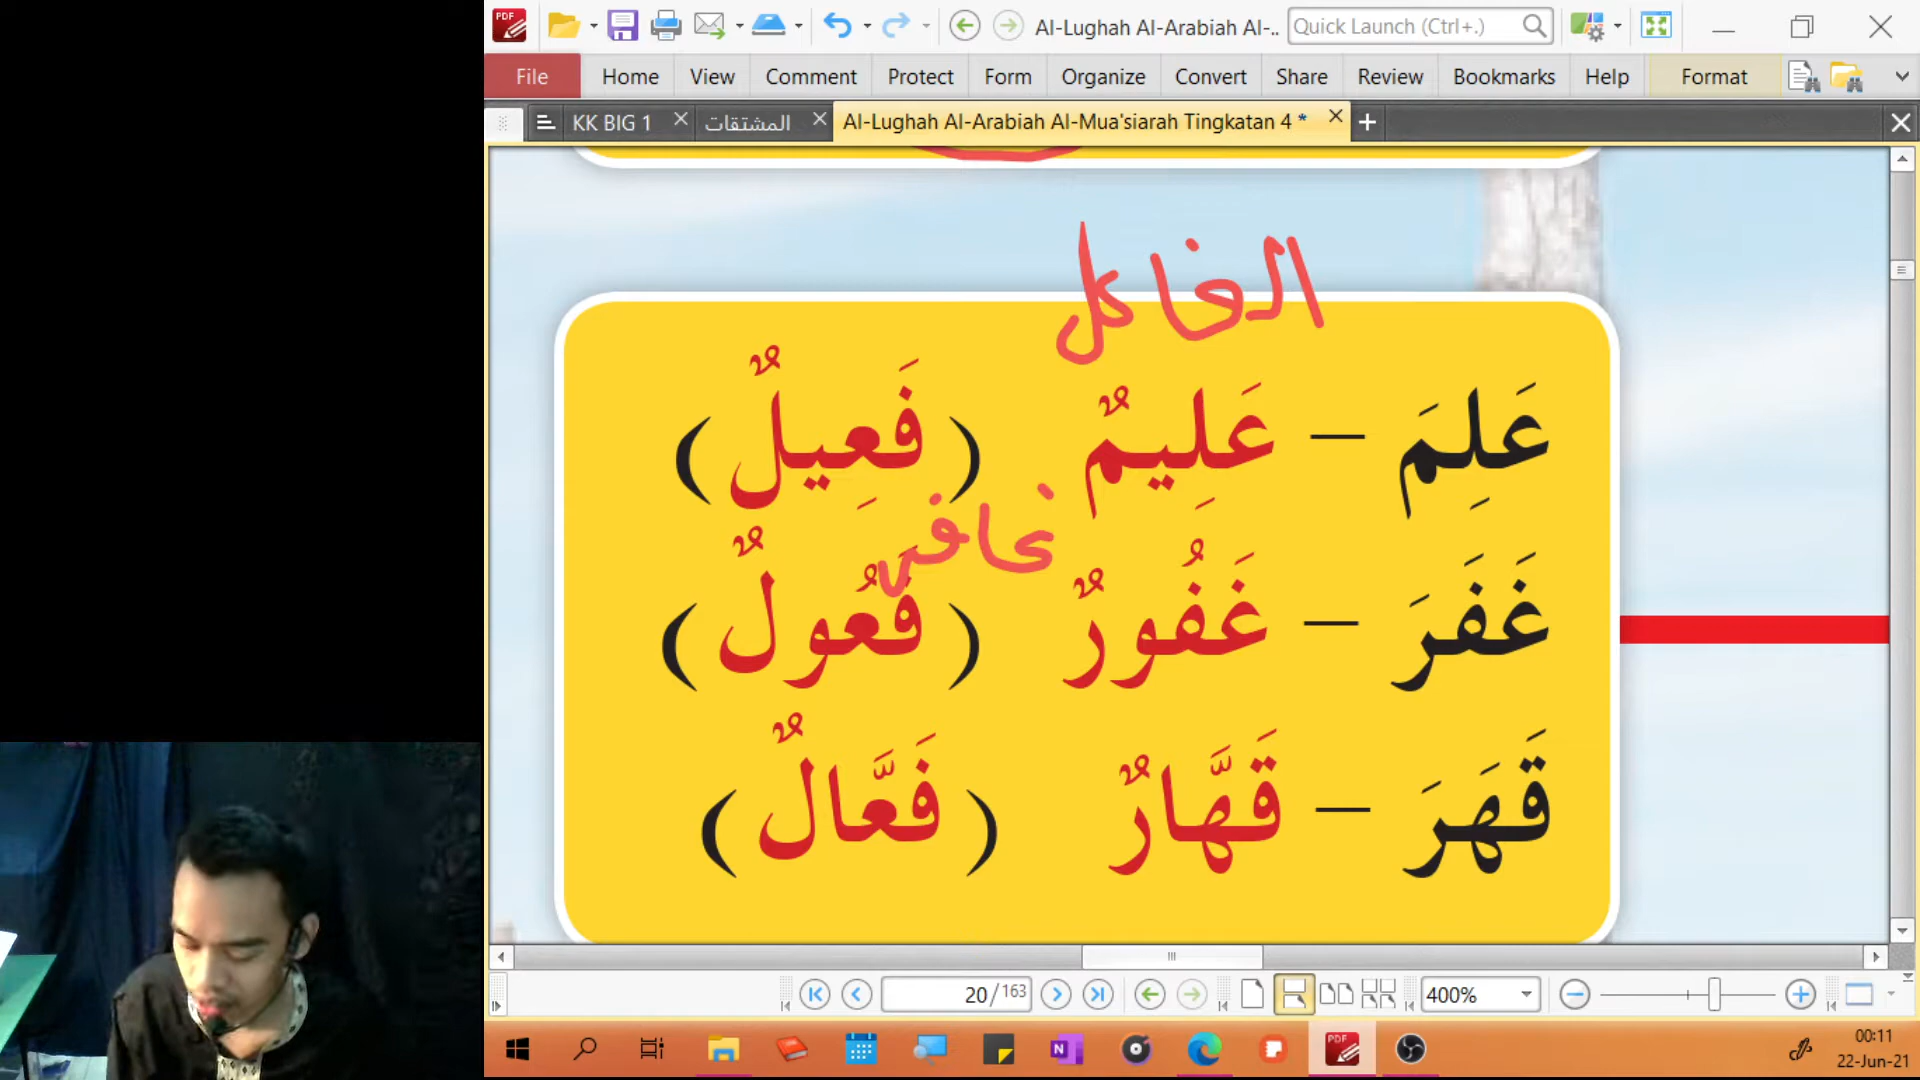 Al-Lughah Al-Arabiah Al-..
Quick Launch (Ctrl+.)
File Home View Comment Protect Form Organize Convert Share Review Bookmarks Help Format
KK BIG 1
المشتقات
Al-Lughah Al-Arabiah Al-Mua'siarah Tingkatan 4 *
عَلِمَ – عَلِيمٌ (فَعِيلٌ)
غَافر
غَفَرَ – غَفُورٌ (فَعُولٌ)
قَهَرَ – قَهَّارٌ (فَعَّالٌ)
20 / 163
400%
00:11
22-Jun-21